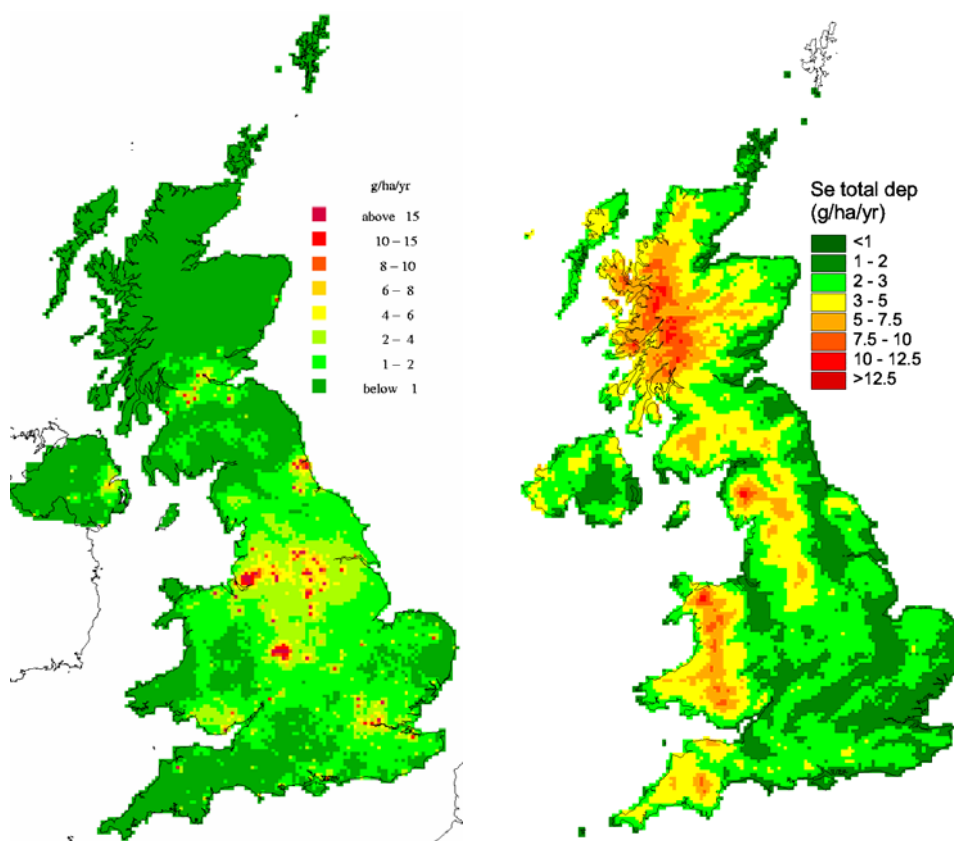 g/ha/yr
above 15
10 – 15
8 – 10
6 – 8
4 – 6
2 – 4
1 – 2
below 1
Se total dep
(g/ha/yr)
<1
1 - 2
2 - 3
3 - 5
5 - 7.5
7.5 - 10
10 - 12.5
>12.5